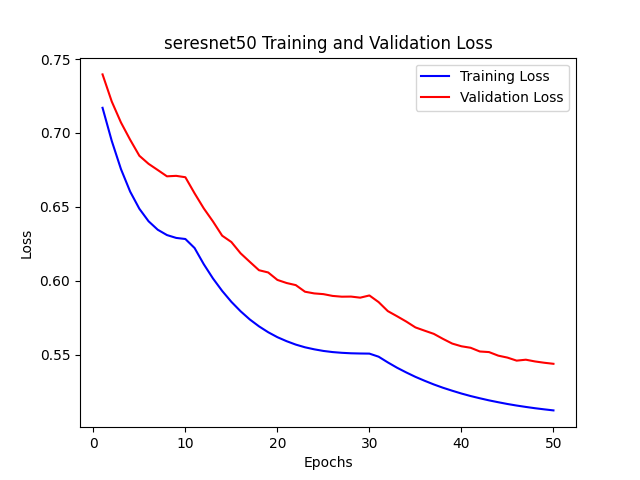 seresnet50 Training and Validation Loss
Training Loss
Validation Loss
Loss
0.75
0.70
0.65
0.60
0.55
0
10
20
30
40
50
Epochs